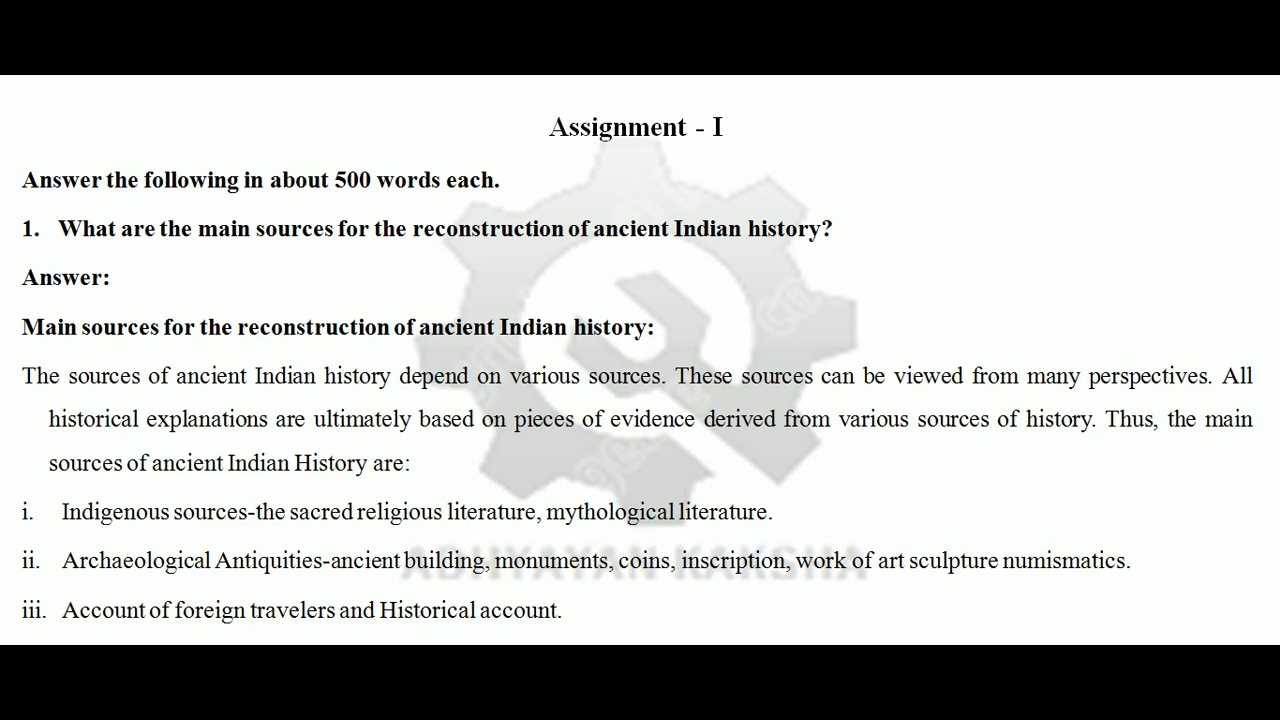 Assignment - I
Answer the following in about 500 words each.
1. What are the main sources for the reconstruction of ancient Indian history?
Answer:
Main sources for the reconstruction of ancient Indian history:
The sources of ancient Indian history depend on various sources. These sources can be viewed from many perspectives. All
historical explanations are ultimately based on pieces of evidence derived from various sources of history. Thus, the main
sources of ancient Indian History are:
i. Indigenous sources-the sacred religious literature, mythological literature.
ii. Archaeological Antiquities-ancient building, monuments, coins, inscription, work of art sculpture numismatics.
ADHYAYAN KAKSHA
iii. Account of foreign travelers and Historical account.